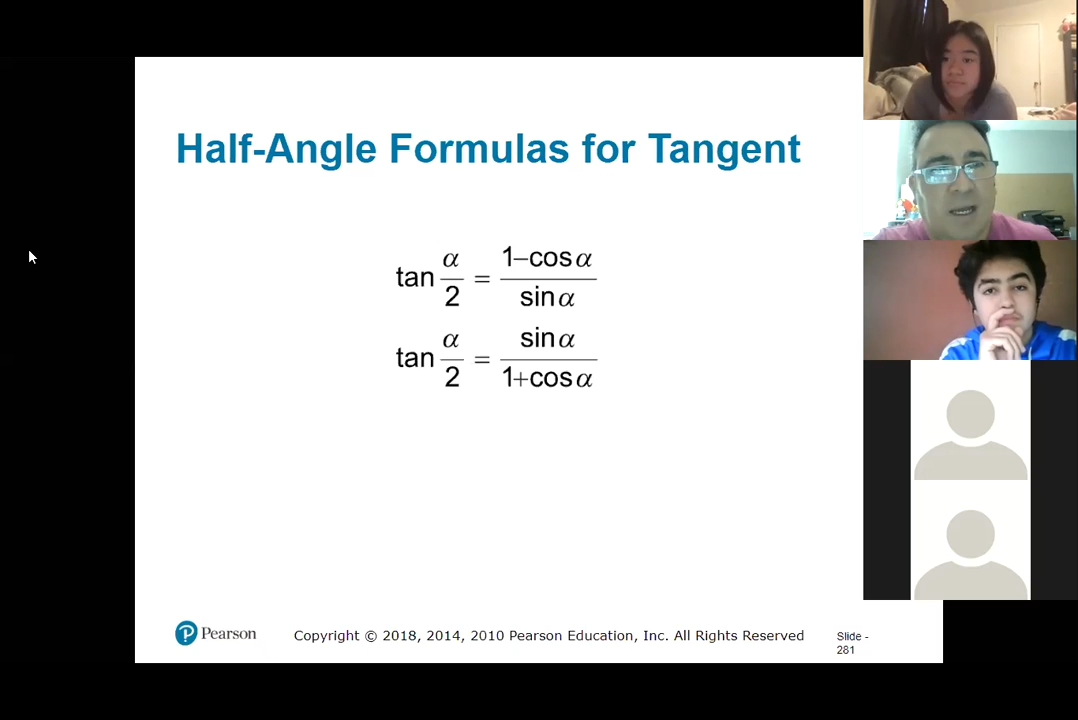 Half-Angle Formulas for Tangent
tan α/2 = 1−cos α / sin α
tan α/2 = sin α / 1+cos α
Pearson
Copyright © 2018, 2014, 2010 Pearson Education, Inc. All Rights Reserved
Slide -
281